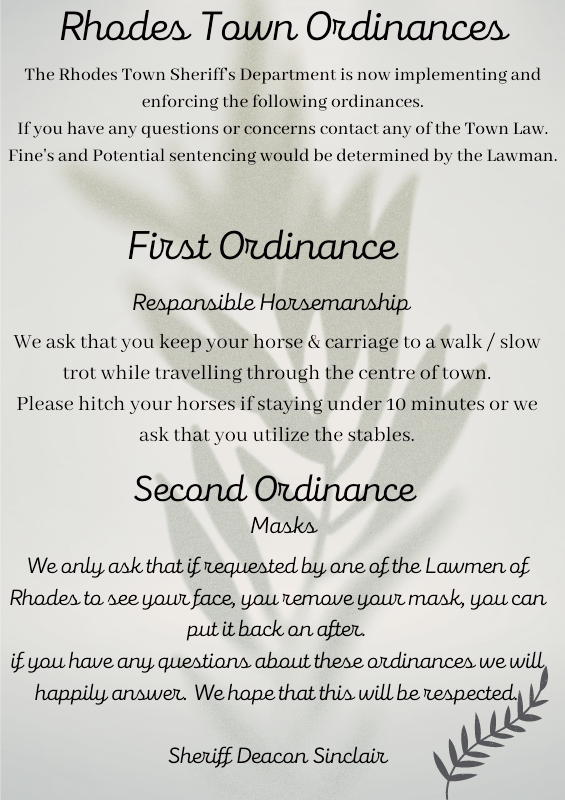 Rhodes Town Ordinances
The Rhodes Town Sheriff's Department is now implementing and
enforcing the following ordinances.
If you have any questions or concerns contact any of the Town Law.
Fine's and Potential sentencing would be determined by the Lawman.
First Ordinance
Responsible Horsemanship
We ask that you keep your horse & carriage to a walk / slow
trot while travelling through the centre of town.
Please hitch your horses if staying under 10 minutes or we
ask that you utilize the stables.
Second Ordinance
Masks
We only ask that if requested by one of the Lawmen of
Rhodes to see your face, you remove your mask, you can
put it back on after.
if you have any questions about these ordinances we will
happily answer. We hope that this will be respected.
Sheriff Deacon Sinclair